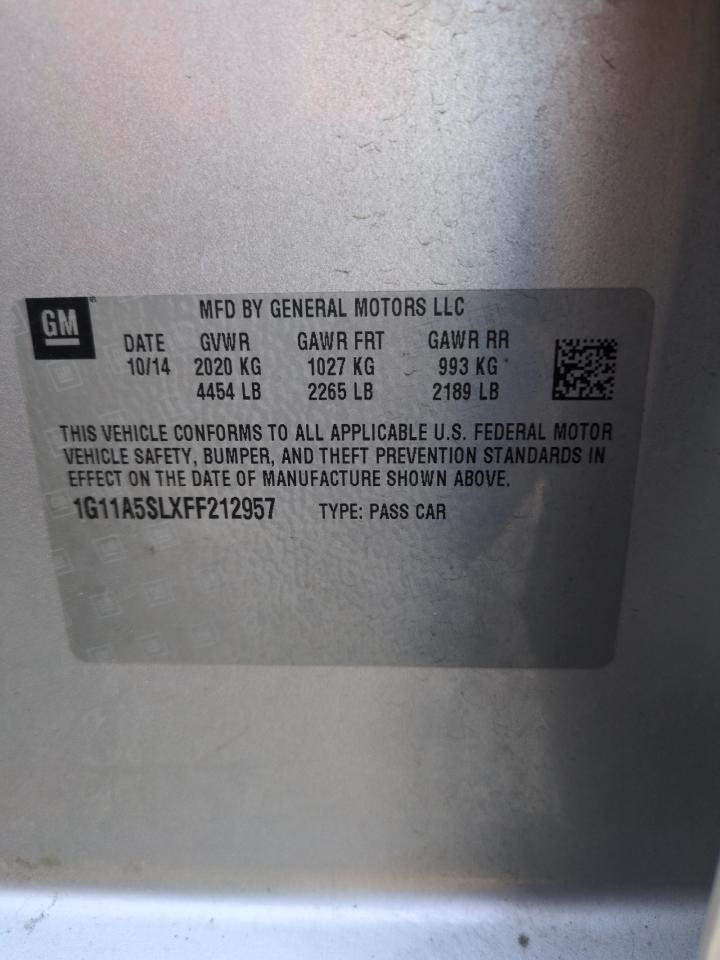 GM
MFD BY GENERAL MOTORS LLC
DATE GVWR GAWR FRT GAWR RR
10/14 2020 KG 1027 KG 993 KG
4454 LB 2265 LB 2189 LB
THIS VEHICLE CONFORMS TO ALL APPLICABLE U.S. FEDERAL MOTOR
VEHICLE SAFETY, BUMPER, AND THEFT PREVENTION STANDARDS IN
EFFECT ON THE DATE OF MANUFACTURE SHOWN ABOVE.
1G11A5SLXFF212957 TYPE: PASS CAR